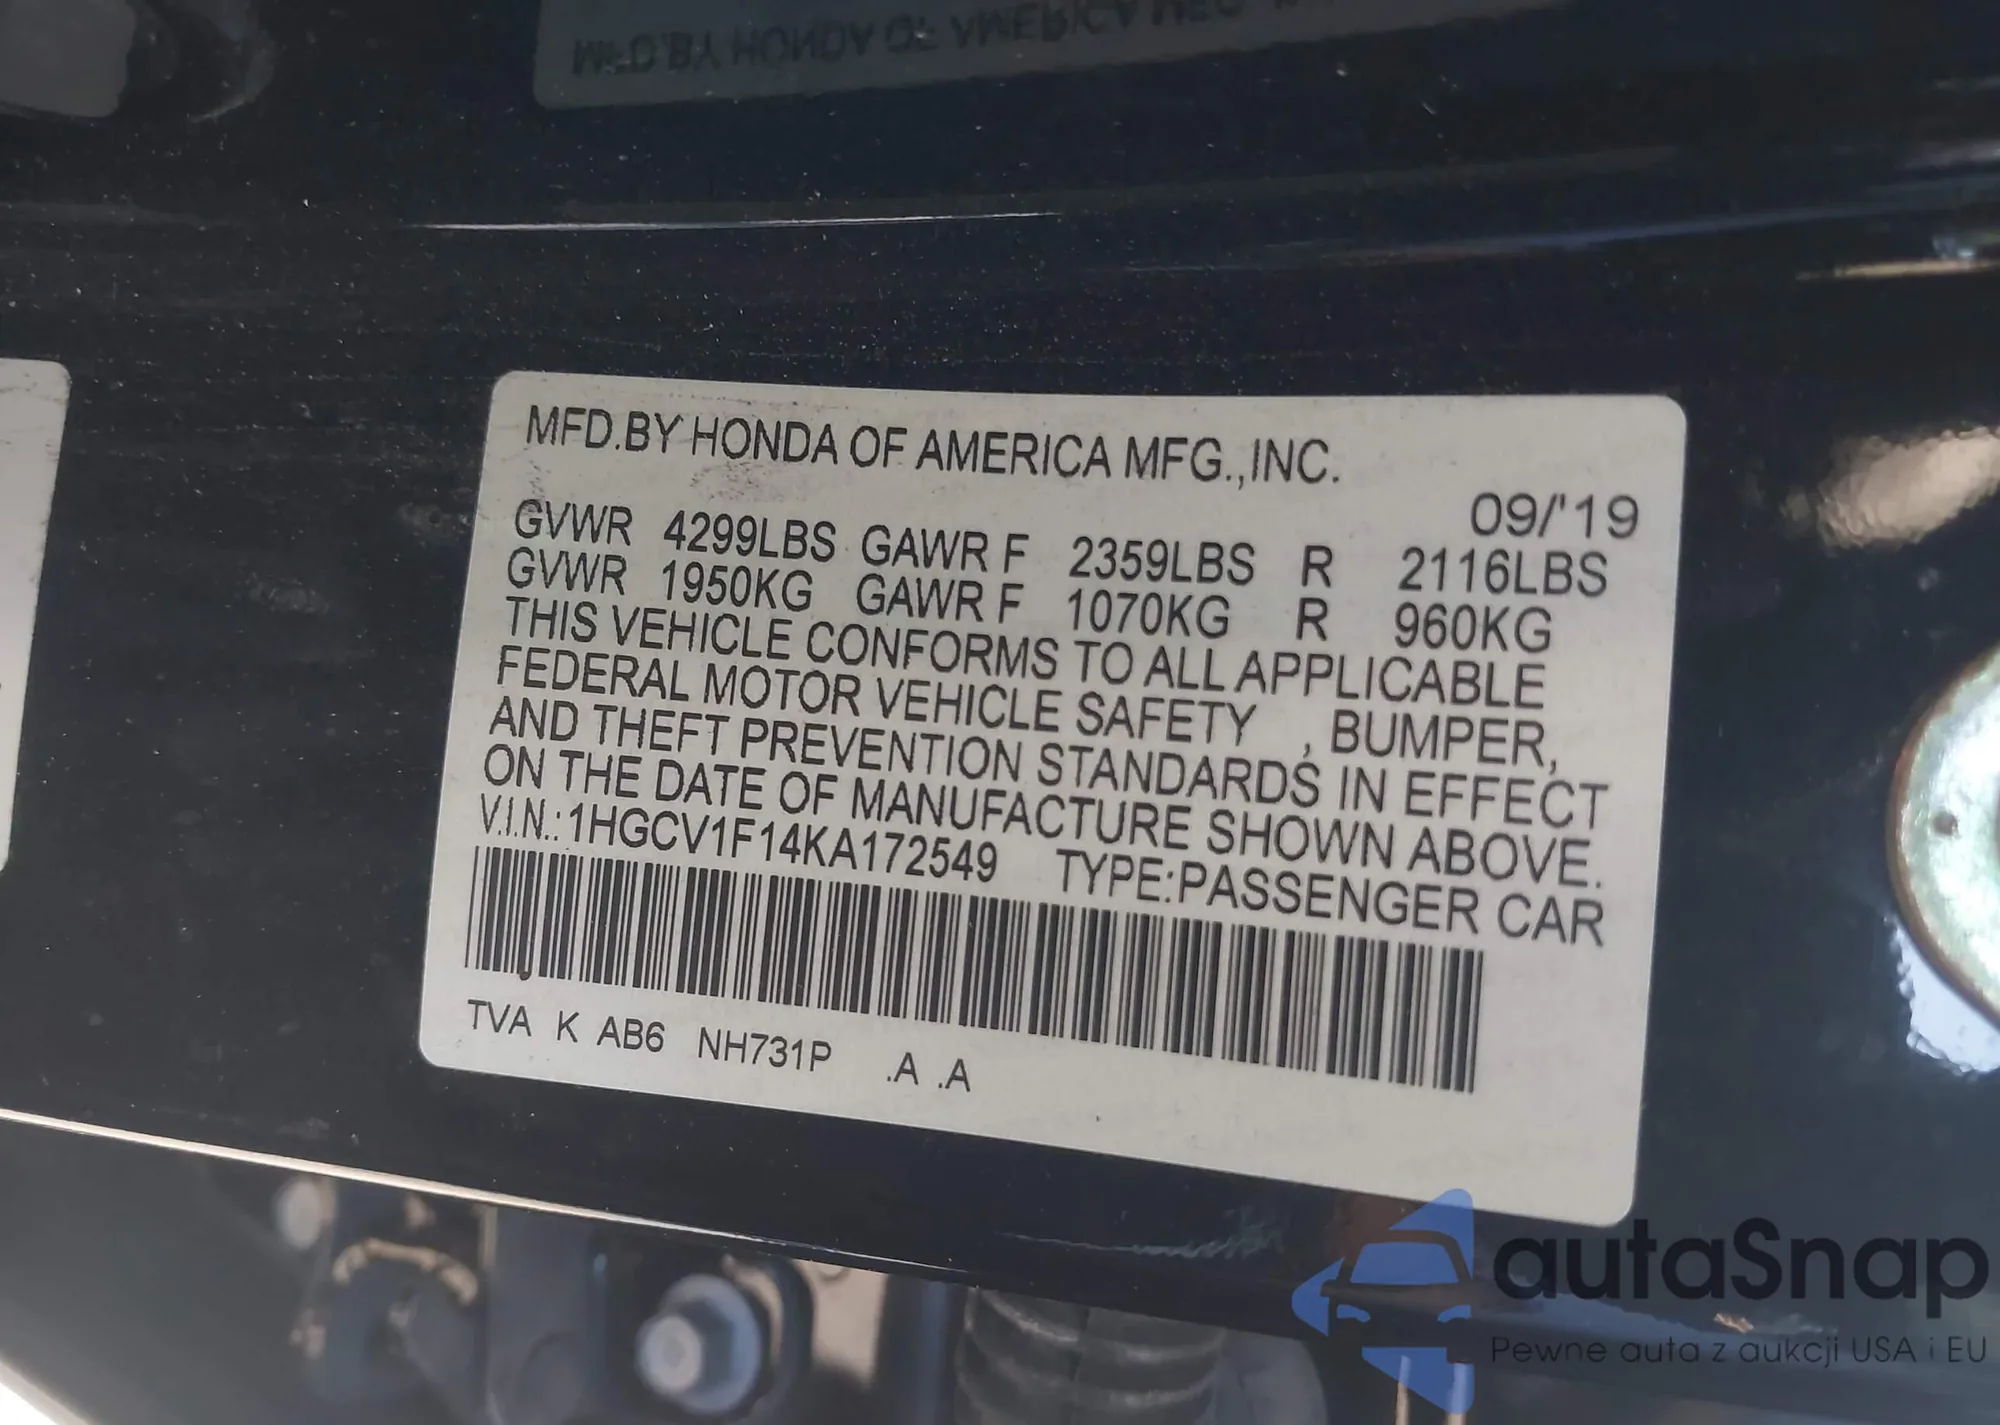 MFD.BY HONDA OF AMERICA MFG.,INC.
09/'19
GVWR 4299LBS GAWR F 2359LBS R 2116LBS
GVWR 1950KG GAWR F 1070KG R 960KG
THIS VEHICLE CONFORMS TO ALL APPLICABLE
FEDERAL MOTOR VEHICLE SAFETY , BUMPER,
AND THEFT PREVENTION STANDARDS IN EFFECT
ON THE DATE OF MANUFACTURE SHOWN ABOVE.
V.I.N.:1HGCV1F14KA172549 TYPE:PASSENGER CAR
TVA K AB6 NH731P .A .A
autaSnap
Pewne auta z aukcji USA i EU